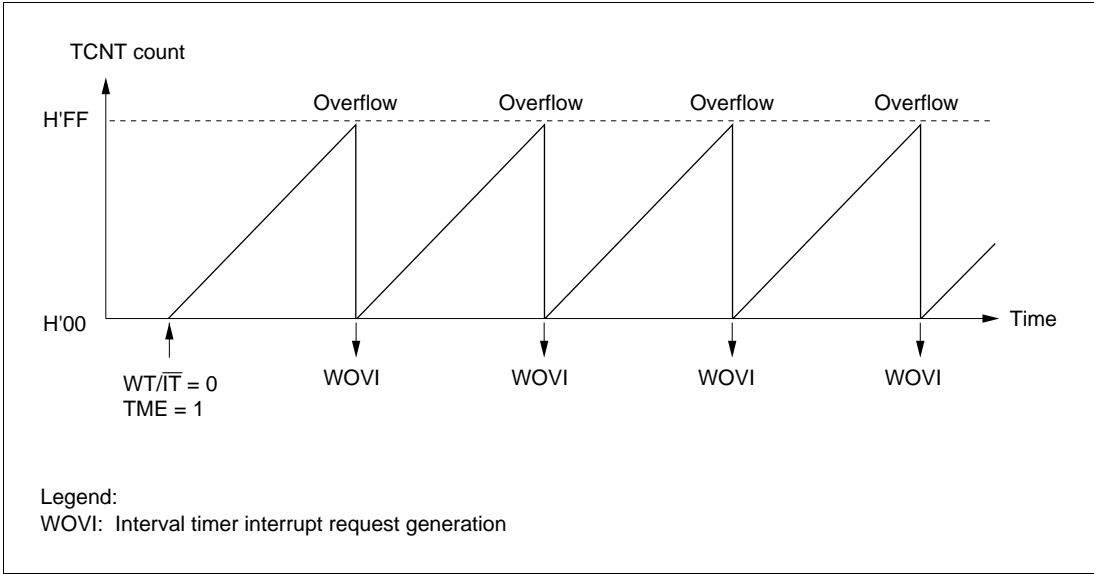 TCNT count
Overflow Overflow Overflow Overflow
H'FF
H'00
Time
WT/I̅T̅ = 0
TME = 1
WOVI WOVI WOVI WOVI
Legend:
WOVI: Interval timer interrupt request generation